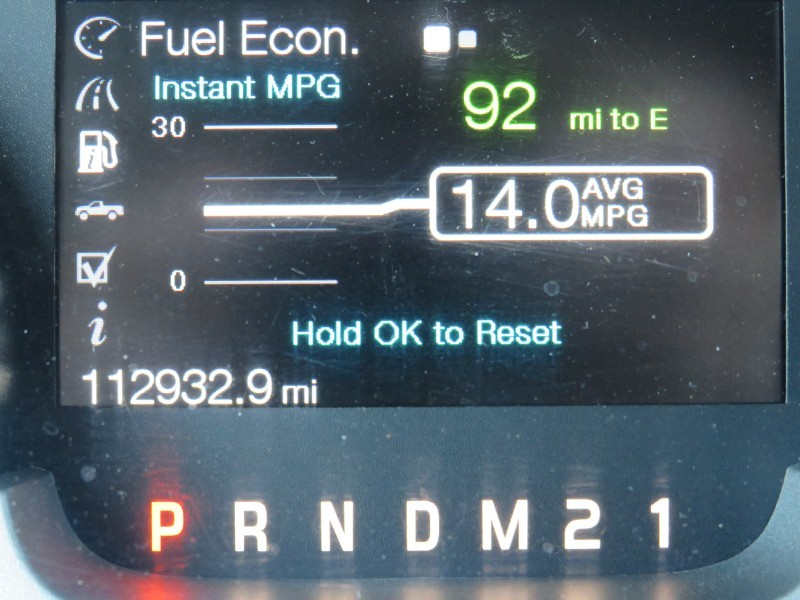 Fuel Econ.
Instant MPG
92 mi to E
30
14.0 AVG MPG
0
Hold OK to Reset
112932.9 mi
P R N D M 2 1